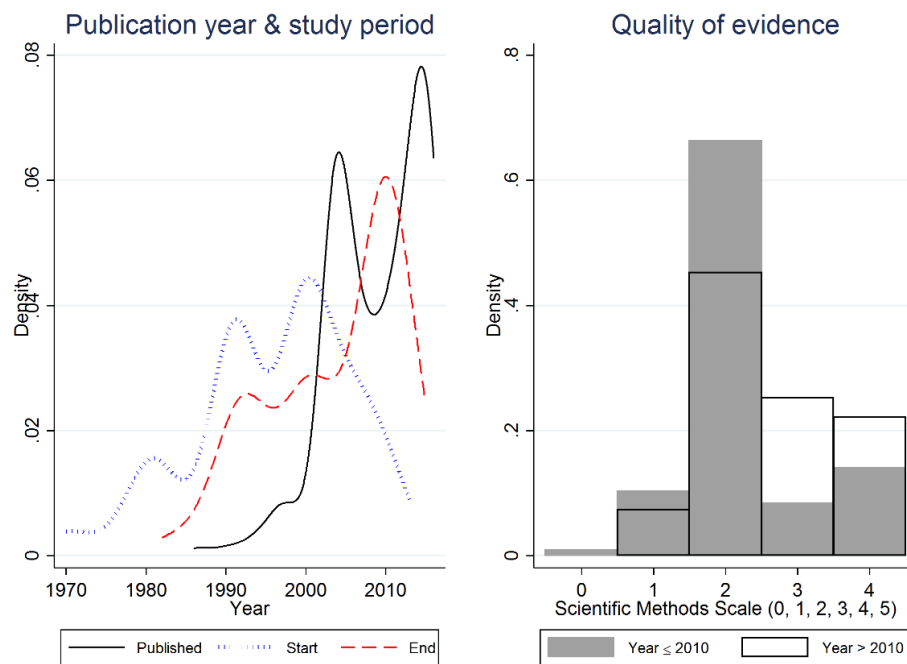 Publication year & study period
Density
0 .02 .04 .06 .08
1970 1980 1990 2000 2010
Year
Published Start End
Quality of evidence
Density
0 .2 .4 .6 .8
0 1 2 3 4
Scientific Methods Scale (0, 1, 2, 3, 4, 5)
Year ≤ 2010 Year > 2010